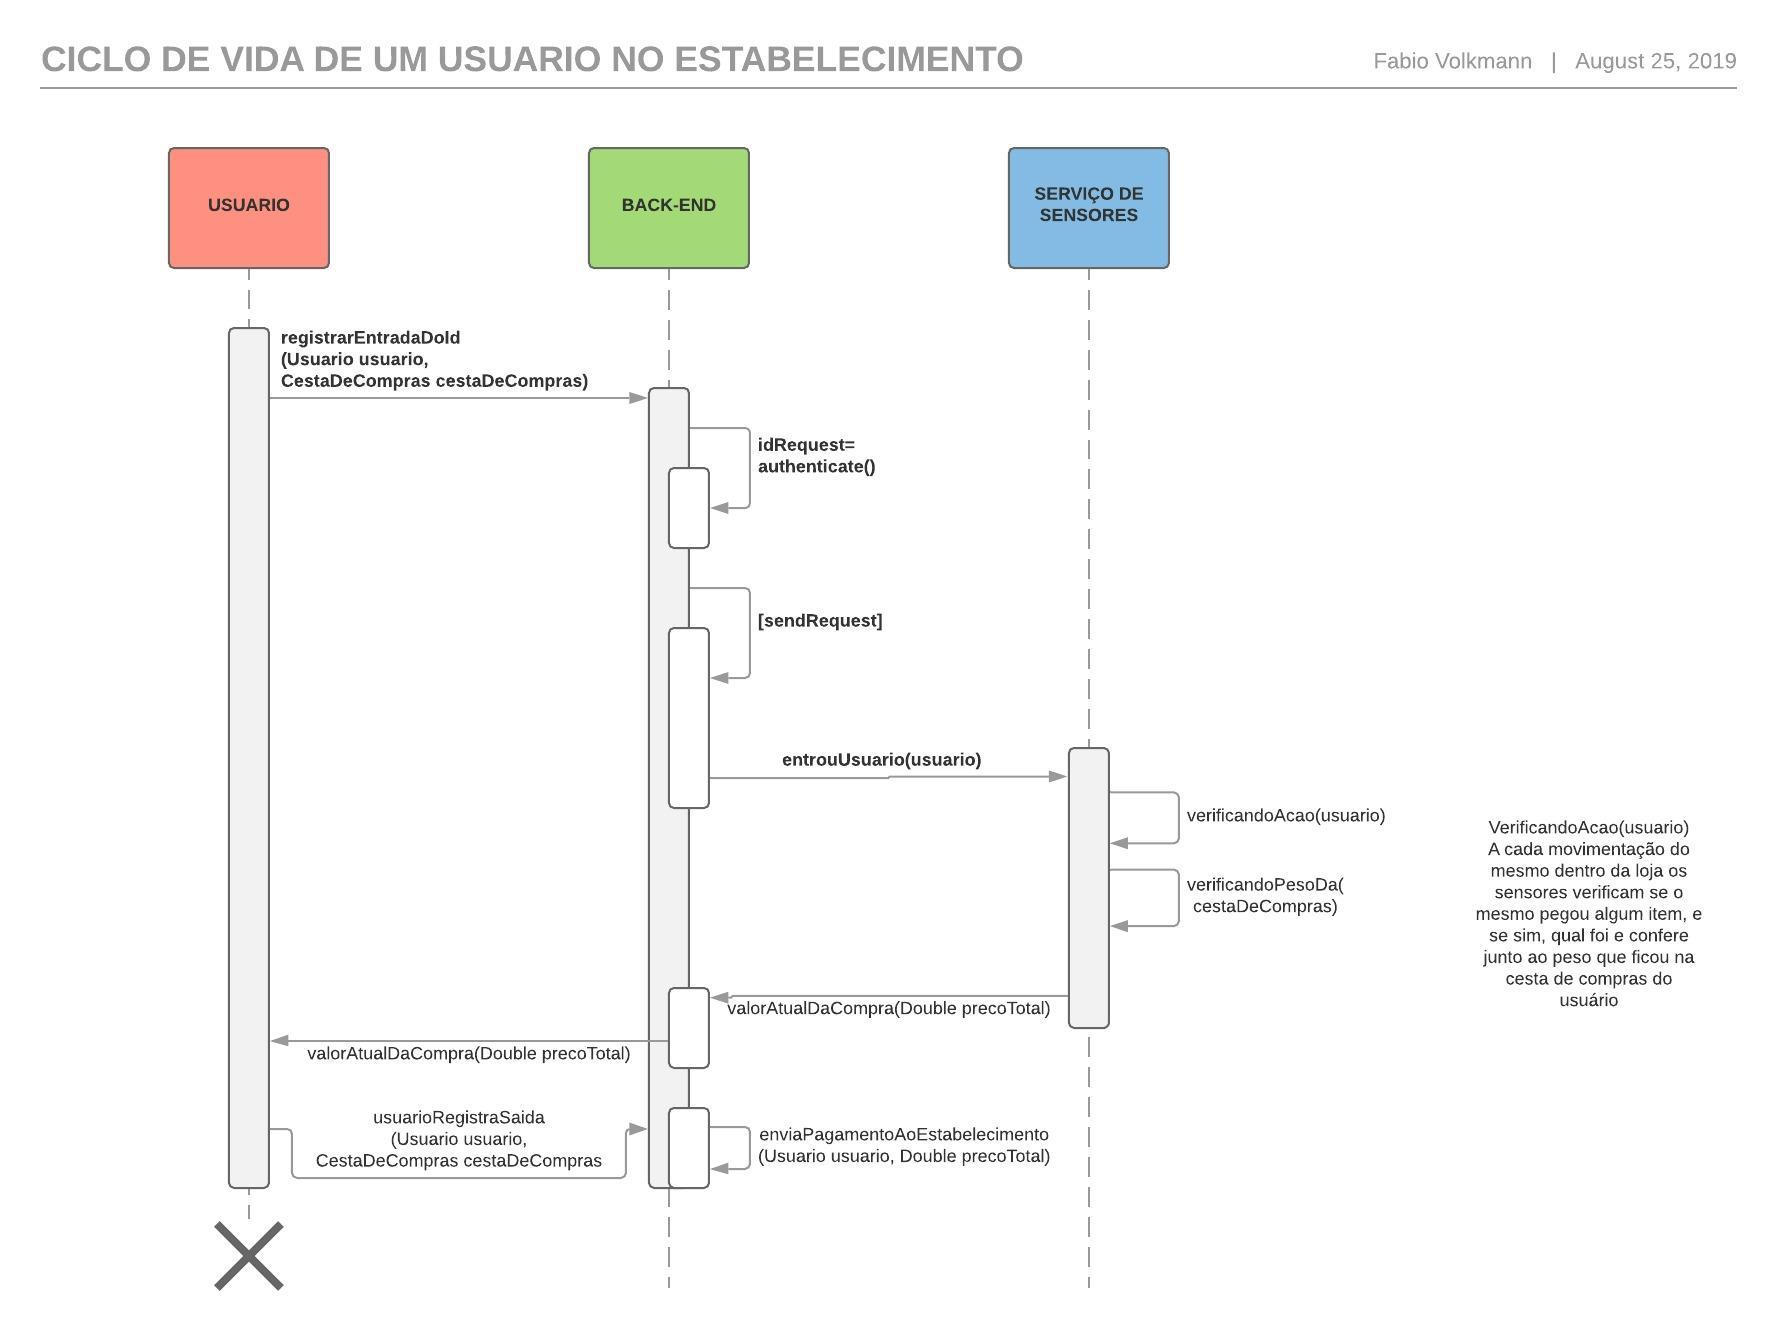 CICLO DE VIDA DE UM USUARIO NO ESTABELECIMENTO
Fabio Volkmann | August 25, 2019
USUARIO
BACK-END
SERVIÇO DE
SENSORES
registrarEntradaDoId
(Usuario usuario,
CestaDeCompras cestaDeCompras)
idRequest=
authenticate()
[sendRequest]
entrouUsuario(usuario)
verificandoAcao(usuario)
verificandoPesoDa(
cestaDeCompras)
VerificandoAcao(usuario)
A cada movimentação do
mesmo dentro da loja os
sensores verificam se o
mesmo pegou algum item, e
se sim, qual foi e confere
junto ao peso que ficou na
cesta de compras do
usuário
valorAtualDaCompra(Double precoTotal)
valorAtualDaCompra(Double precoTotal)
usuarioRegistraSaida
(Usuario usuario,
CestaDeCompras cestaDeCompras
enviaPagamentoAoEstabelecimento
(Usuario usuario, Double precoTotal)